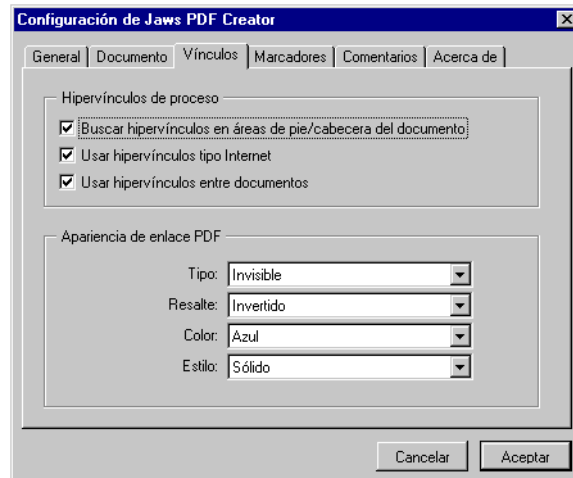 Configuración de Jaws PDF Creator
General Documento Vínculos Marcadores Comentarios Acerca de
Hipervínculos de proceso
Buscar hipervínculos en áreas de pie/cabecera del documento
Usar hipervínculos tipo Internet
Usar hipervínculos entre documentos
Apariencia de enlace PDF
Tipo: Invisible
Resalte: Invertido
Color: Azul
Estilo: Sólido
Cancelar Aceptar